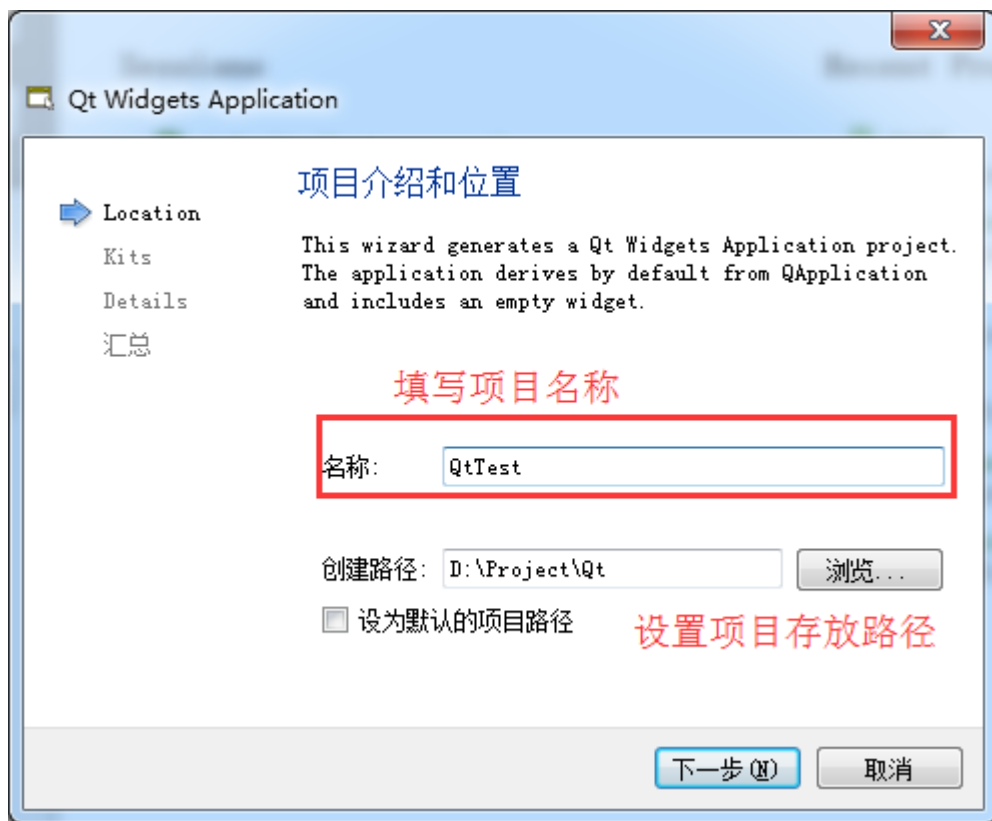 Qt Widgets Application
项目介绍和位置
Location
Kits
Details
汇总
This wizard generates a Qt Widgets Application project.
The application derives by default from QApplication
and includes an empty widget.
填写项目名称
名称: QtTest
创建路径: D:\Project\Qt 浏览...
设为默认的项目路径
设置项目存放路径
下一步(N) 取消